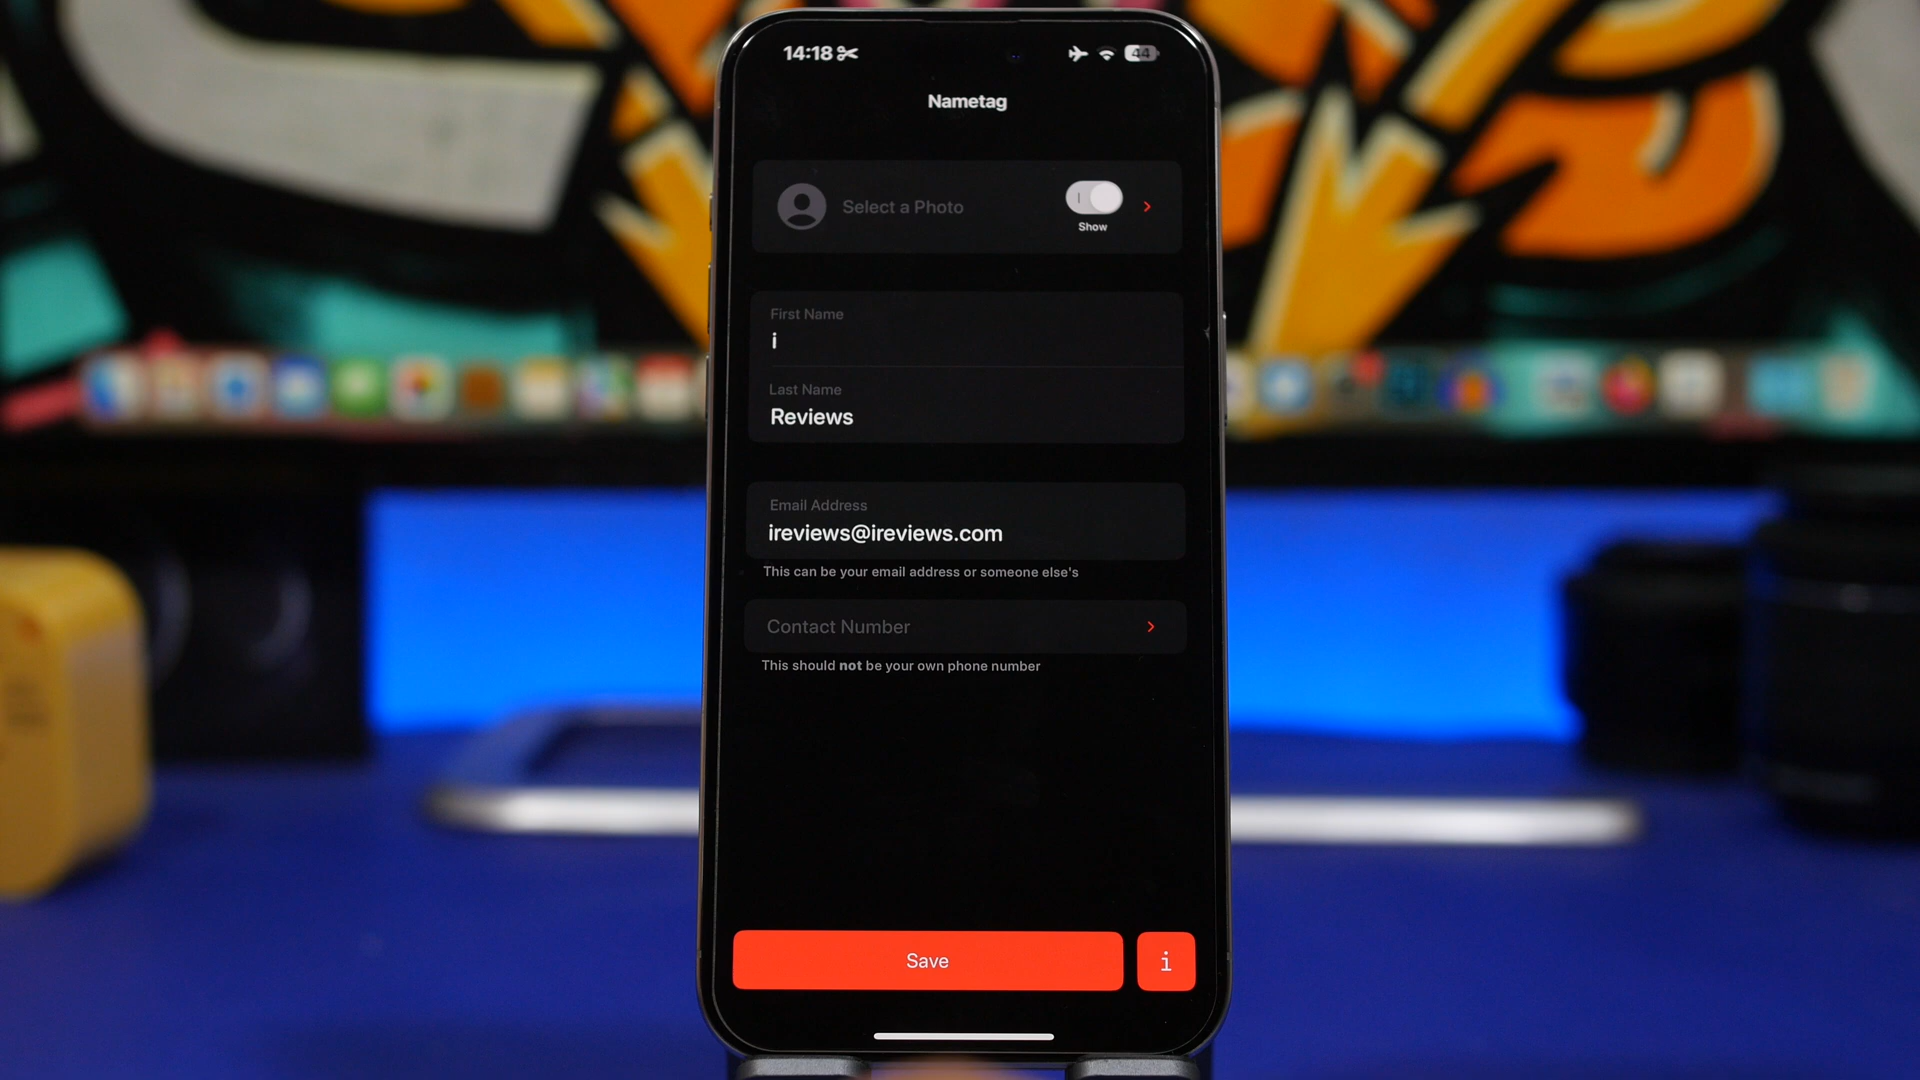 14:18
44
Nametag
Select a Photo
Show
First Name
i
Last Name
Reviews
Email Address
ireviews@ireviews.com
This can be your email address or someone else's
Contact Number
This should not be your own phone number
Save
i